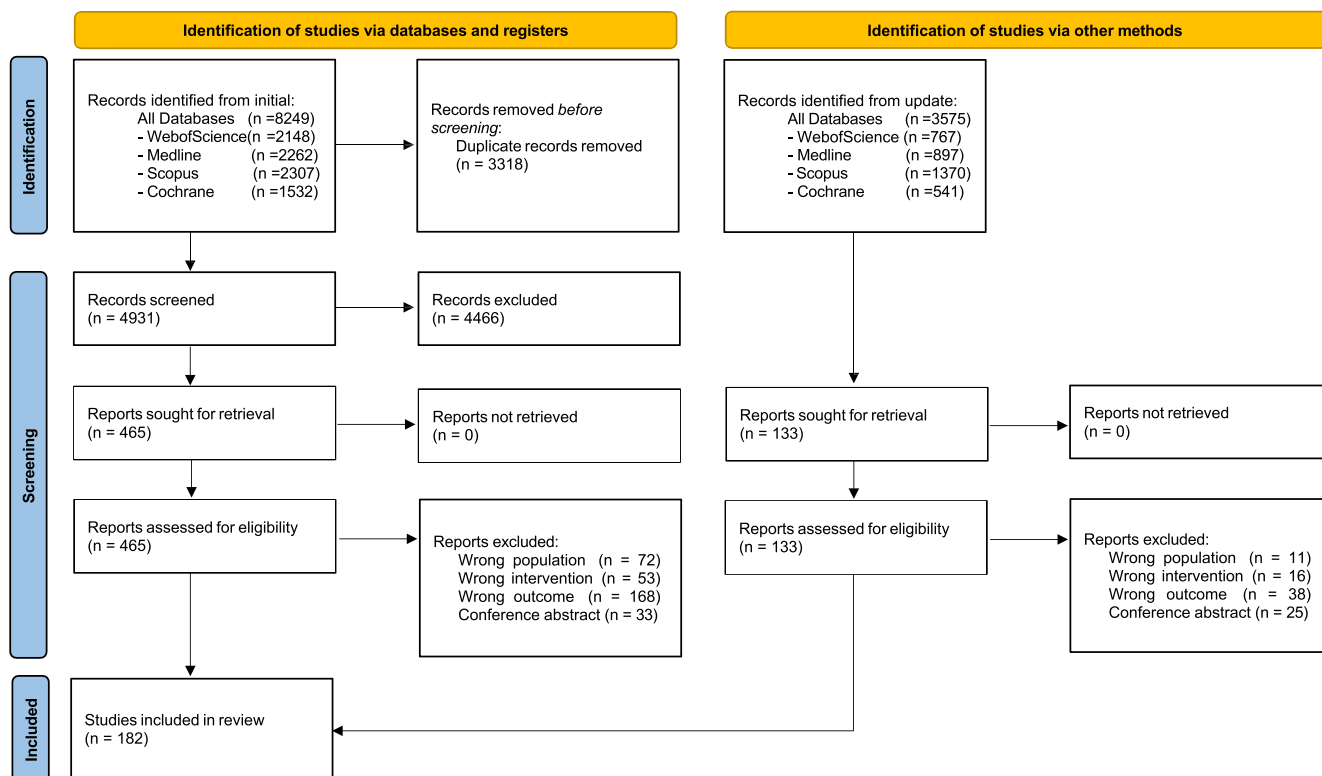 Identification of studies via databases and registers
Identification of studies via other methods
Identification
Records identified from initial:
All Databases (n =8249)
- WebofScience(n =2148)
- Medline (n =2262)
- Scopus (n =2307)
- Cochrane (n =1532)
Records removed before
screening:
Duplicate records removed
(n = 3318)
Records identified from update:
All Databases (n =3575)
- WebofScience (n =767)
- Medline (n =897)
- Scopus (n =1370)
- Cochrane (n =541)
Screening
Records screened
(n = 4931)
Records excluded
(n = 4466)
Reports sought for retrieval
(n = 465)
Reports not retrieved
(n = 0)
Reports sought for retrieval
(n = 133)
Reports not retrieved
(n = 0)
Reports assessed for eligibility
(n = 465)
Reports excluded:
Wrong population (n = 72)
Wrong intervention (n = 53)
Wrong outcome (n = 168)
Conference abstract (n = 33)
Reports assessed for eligibility
(n = 133)
Reports excluded:
Wrong population (n = 11)
Wrong intervention (n = 16)
Wrong outcome (n = 38)
Conference abstract (n = 25)
Included
Studies included in review
(n = 182)